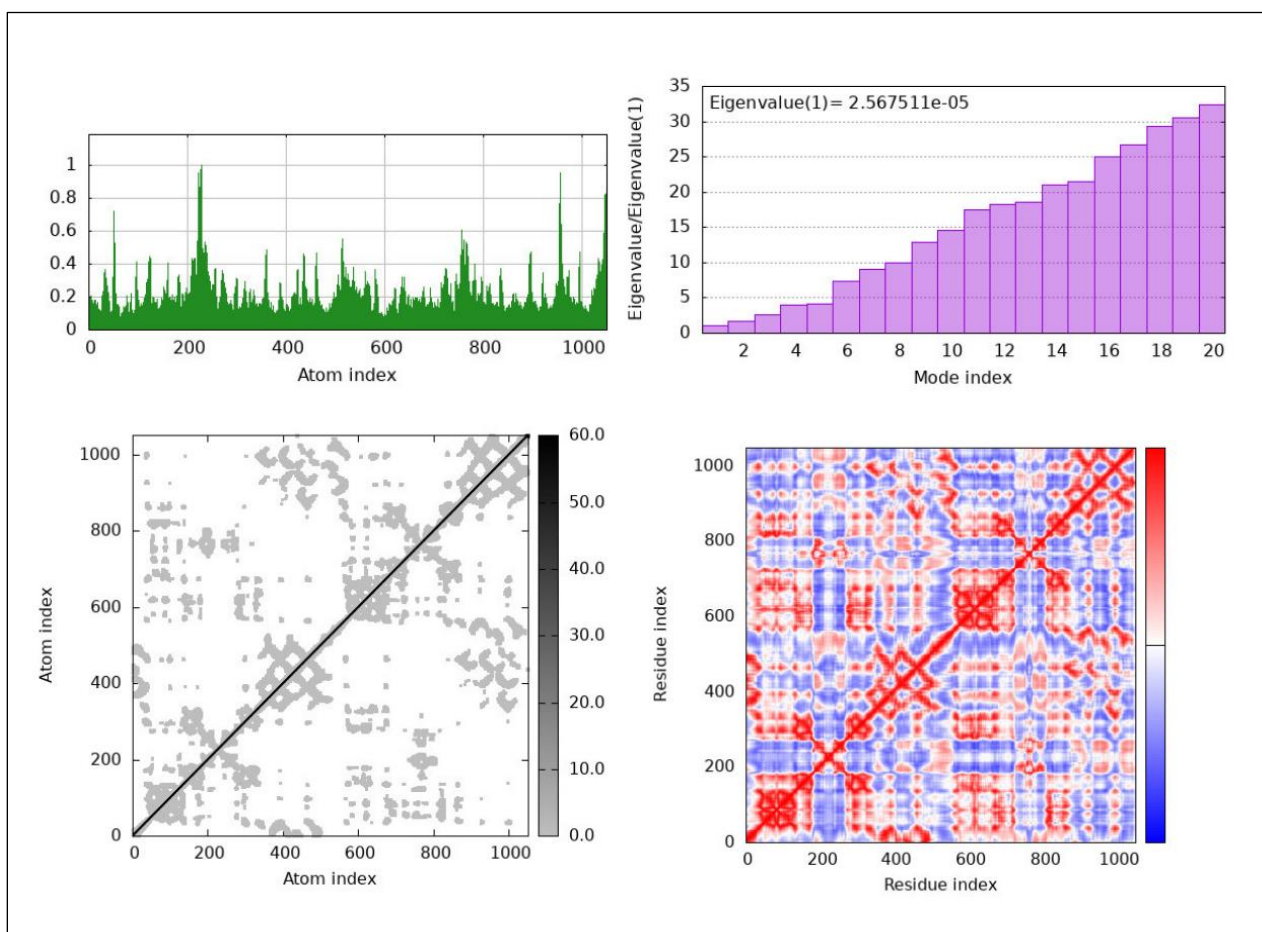 1
0.8
0.6
0.4
0.2
0
0 200 400 600 800 1000
Atom index
Eigenvalue(1)= 2.567511e-05
35
30
25
20
15
10
5
0
Eigenvalue/Eigenvalue(1)
2 4 6 8 10 12 14 16 18 20
Mode index
1000
800
600
400
200
0
Atom index
0 200 400 600 800 1000
Atom index
60.0
50.0
40.0
30.0
20.0
10.0
0.0
1000
800
600
400
200
0
Residue index
0 200 400 600 800 1000
Residue index